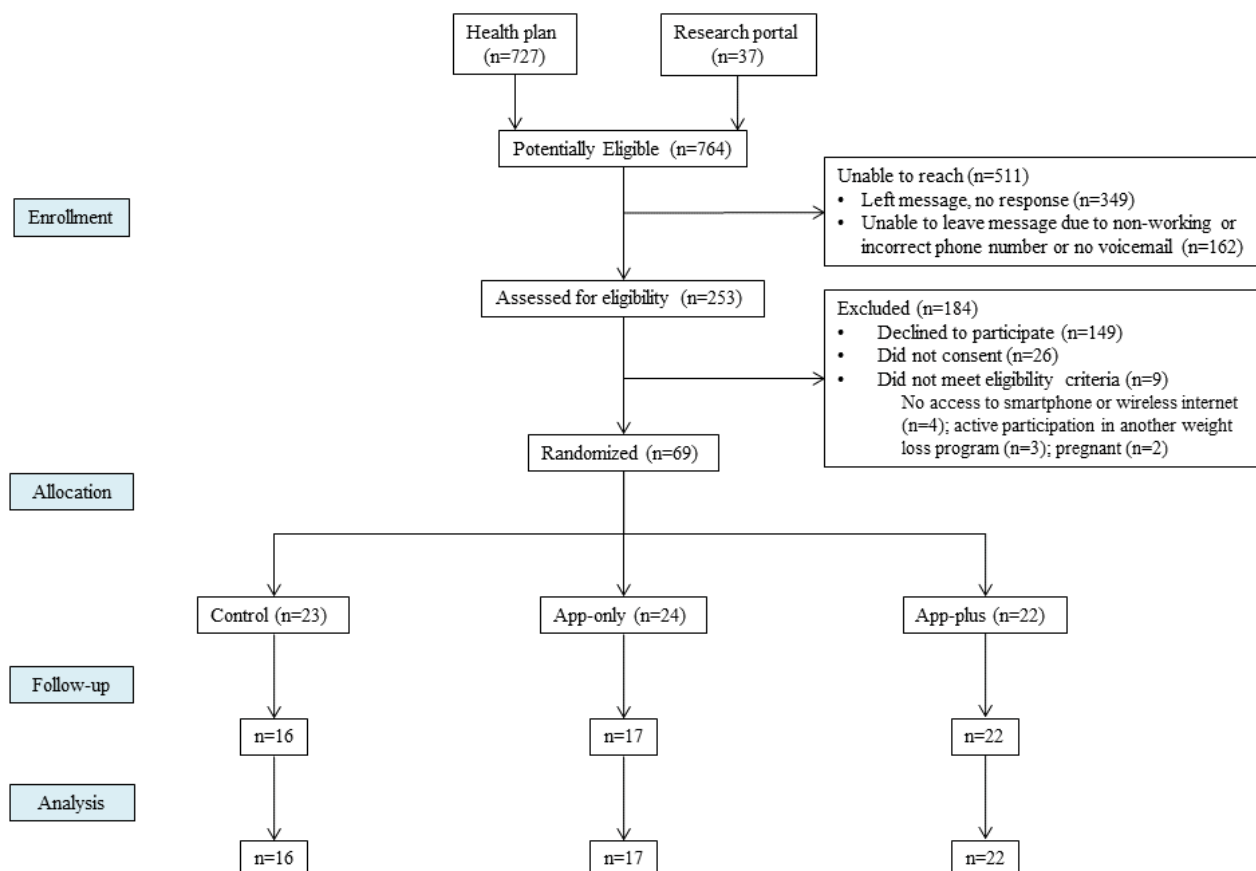 Health plan
(n=727)
Research portal
(n=37)
Potentially Eligible (n=764)
Unable to reach (n=511)
• Left message, no response (n=349)
• Unable to leave message due to non-working or
incorrect phone number or no voicemail (n=162)
Enrollment
Assessed for eligibility (n=253)
Excluded (n=184)
• Declined to participate (n=149)
• Did not consent (n=26)
• Did not meet eligibility criteria (n=9)
No access to smartphone or wireless internet
(n=4); active participation in another weight
loss program (n=3); pregnant (n=2)
Randomized (n=69)
Allocation
Control (n=23)
App-only (n=24)
App-plus (n=22)
Follow-up
n=16
n=17
n=22
Analysis
n=16
n=17
n=22